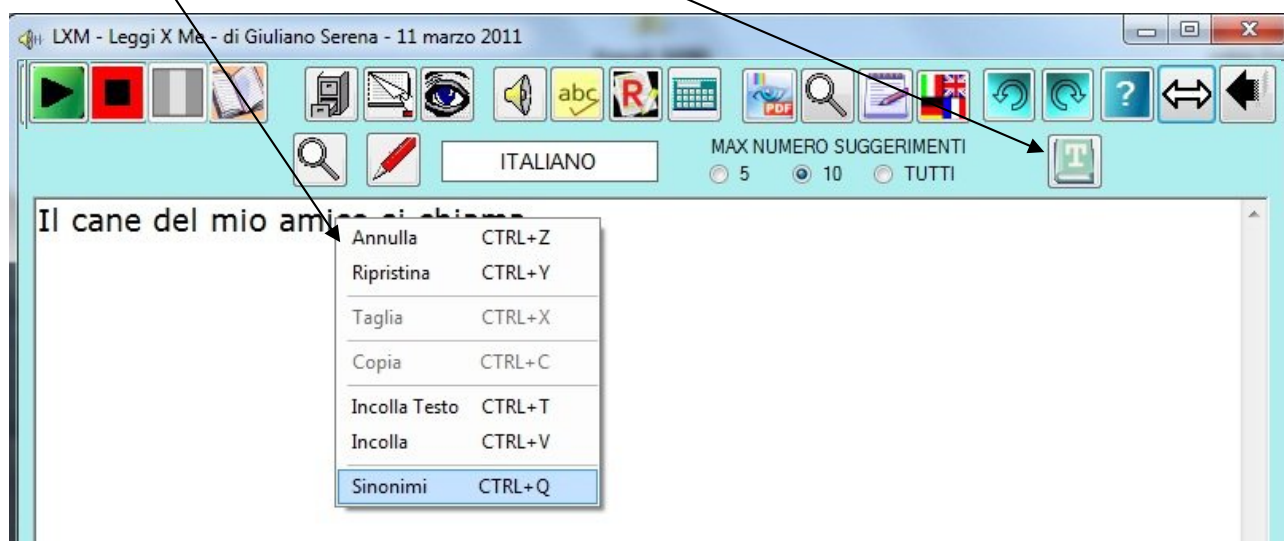 LXM - Leggi X Me - di Giuliano Serena - 11 marzo 2011
abc
R
PDF
?
ITALIANO
MAX NUMERO SUGGERIMENTI
5 10 TUTTI
T
Il cane del mio amico si chiama
Annulla CTRL+Z
Ripristina CTRL+Y
Taglia CTRL+X
Copia CTRL+C
Incolla Testo CTRL+T
Incolla CTRL+V
Sinonimi CTRL+Q